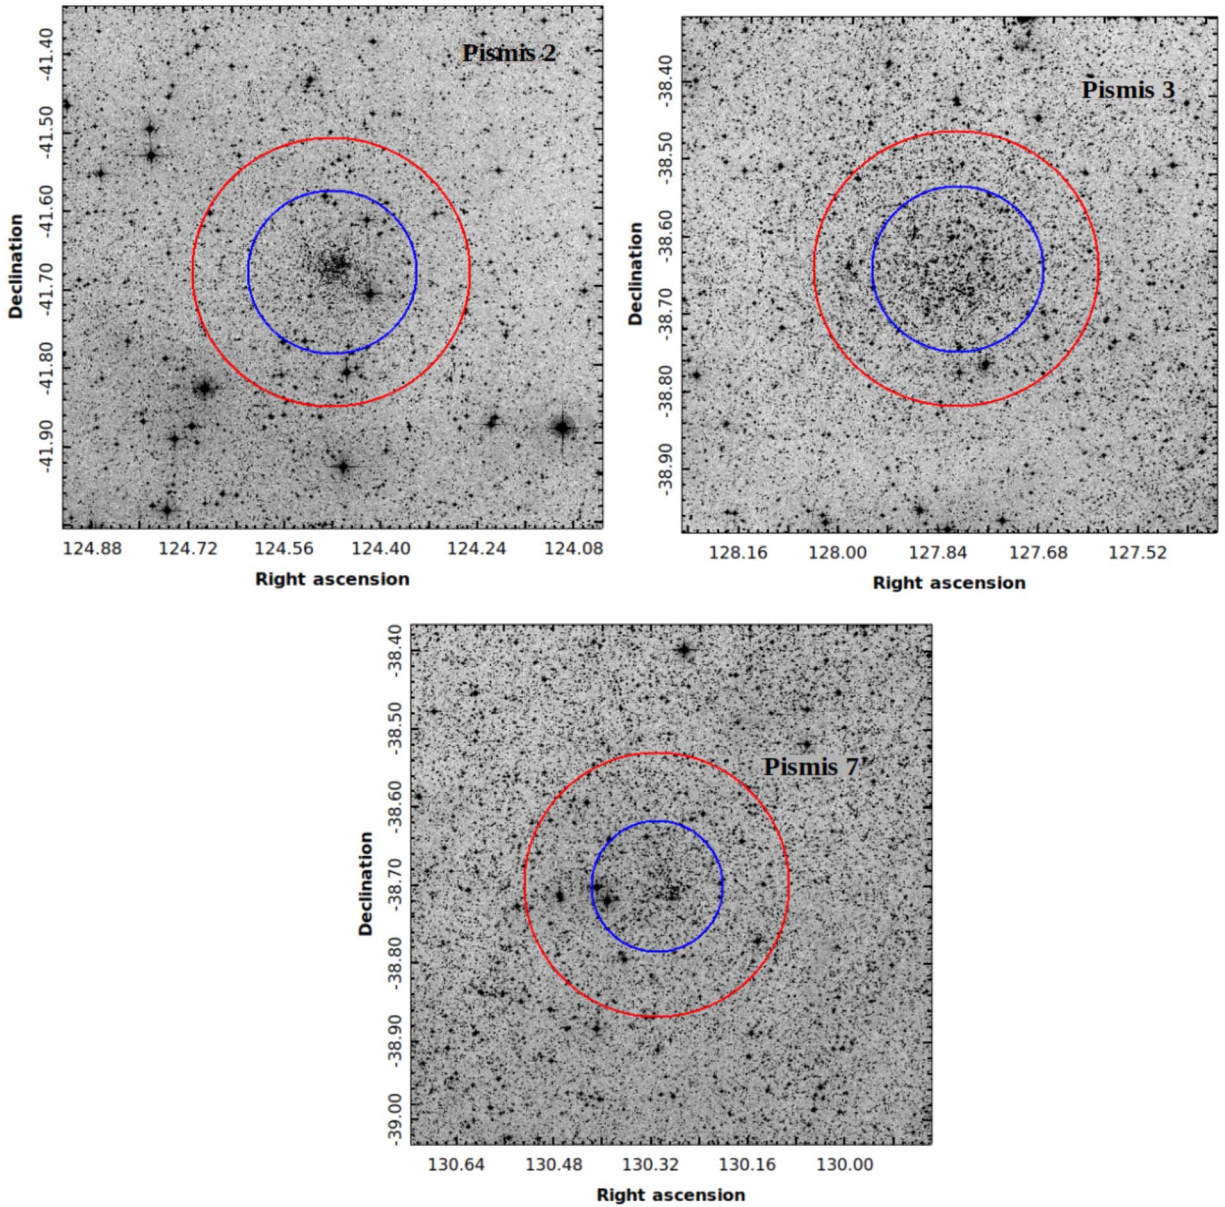 Pismis 2
-41.40
-41.50
-41.60
-41.70
-41.80
-41.90
Declination
124.88 124.72 124.56 124.40 124.24 124.08
Right ascension
Pismis 3
-38.40
-38.50
-38.60
-38.70
-38.80
-38.90
Declination
128.16 128.00 127.84 127.68 127.52
Right ascension
Pismis 7
-38.40
-38.50
-38.60
-38.70
-38.80
-38.90
-39.00
Declination
130.64 130.48 130.32 130.16 130.00
Right ascension